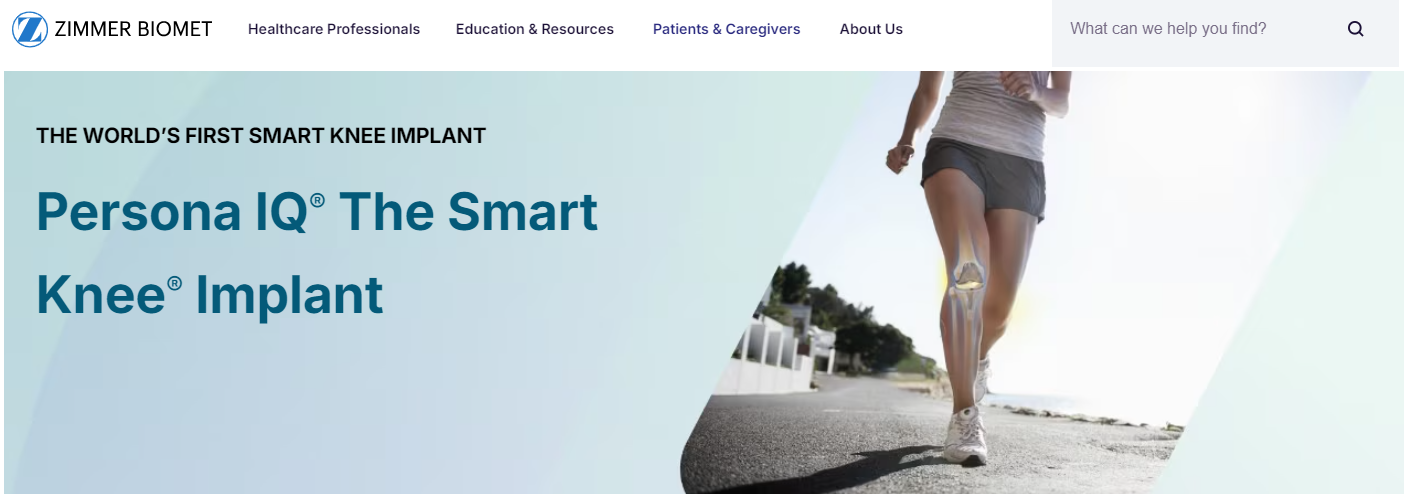 ZIMMER BIOMET
Healthcare Professionals
Education & Resources
Patients & Caregivers
About Us
What can we help you find?
THE WORLD’S FIRST SMART KNEE IMPLANT
Persona IQ® The Smart
Knee® Implant